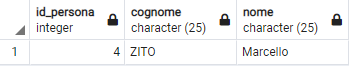 id_persona cognome nome
integer character (25) character (25)
1 4 ZITO Marcello